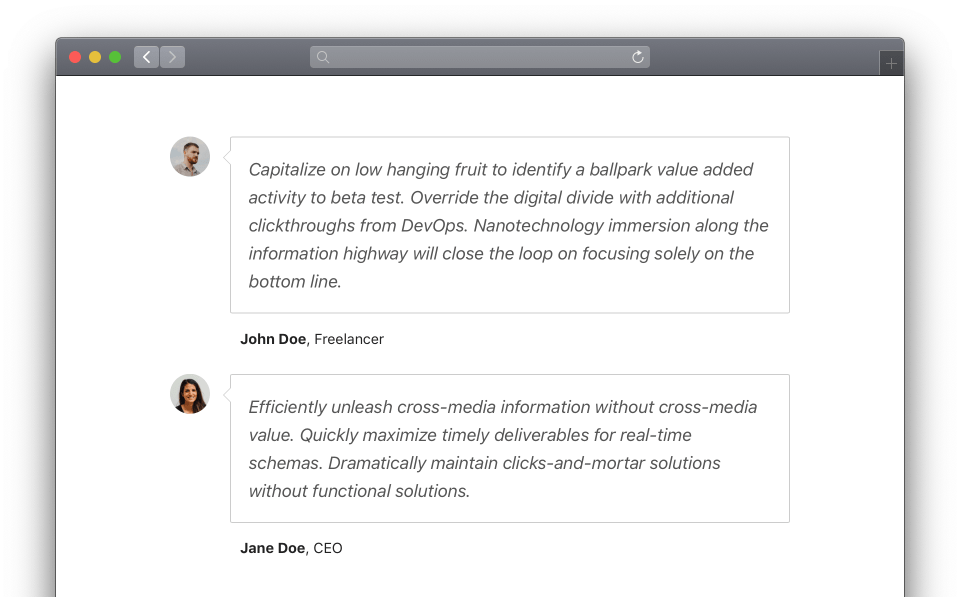 Capitalize on low hanging fruit to identify a ballpark value added
activity to beta test. Override the digital divide with additional
clickthroughs from DevOps. Nanotechnology immersion along the
information highway will close the loop on focusing solely on the
bottom line.
John Doe, Freelancer
Efficiently unleash cross-media information without cross-media
value. Quickly maximize timely deliverables for real-time
schemas. Dramatically maintain clicks-and-mortar solutions
without functional solutions.
Jane Doe, CEO